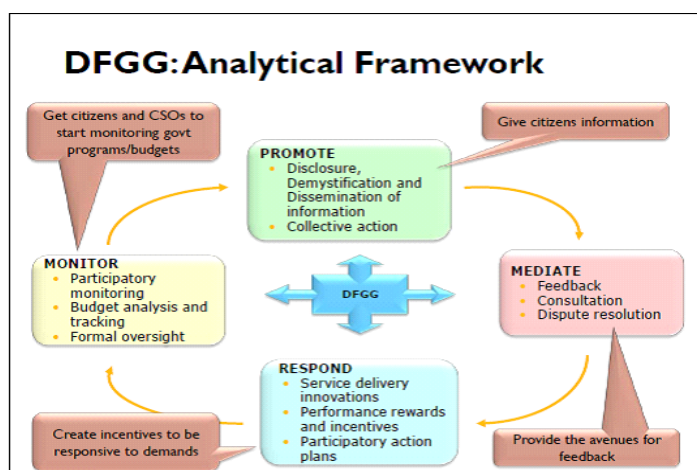 DFGG: Analytical Framework
Get citizens and CSOs to
start monitoring govt
programs/budgets
Give citizens information
PROMOTE
• Disclosure,
Demystification and
Dissemination of
information
• Collective action
MONITOR
• Participatory
monitoring
• Budget analysis and
tracking
• Formal oversight
DFGG
MEDIATE
• Feedback
• Consultation
• Dispute resolution
RESPOND
• Service delivery
innovations
• Performance rewards
and incentives
• Participatory action
plans
Create incentives to be
responsive to demands
Provide the avenues for
feedback